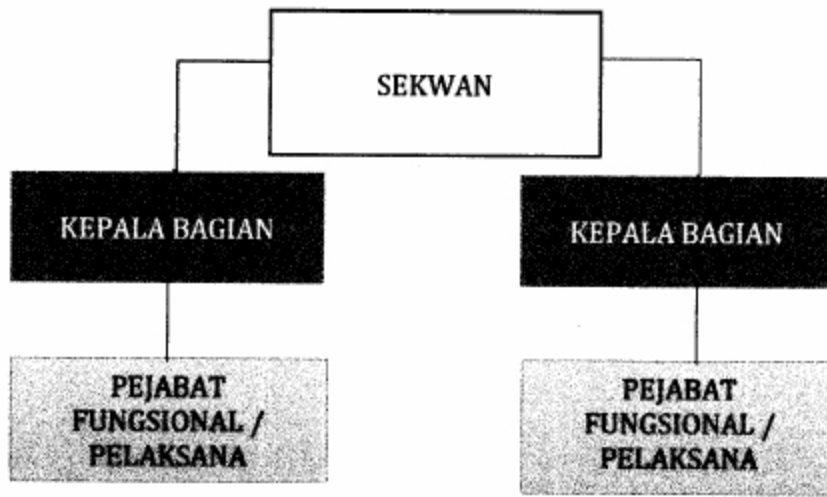 SEKWAN
KEPALA BAGIAN
KEPALA BAGIAN
PEJABAT
FUNGSIONAL /
PELAKSANA
PEJABAT
FUNGSIONAL /
PELAKSANA